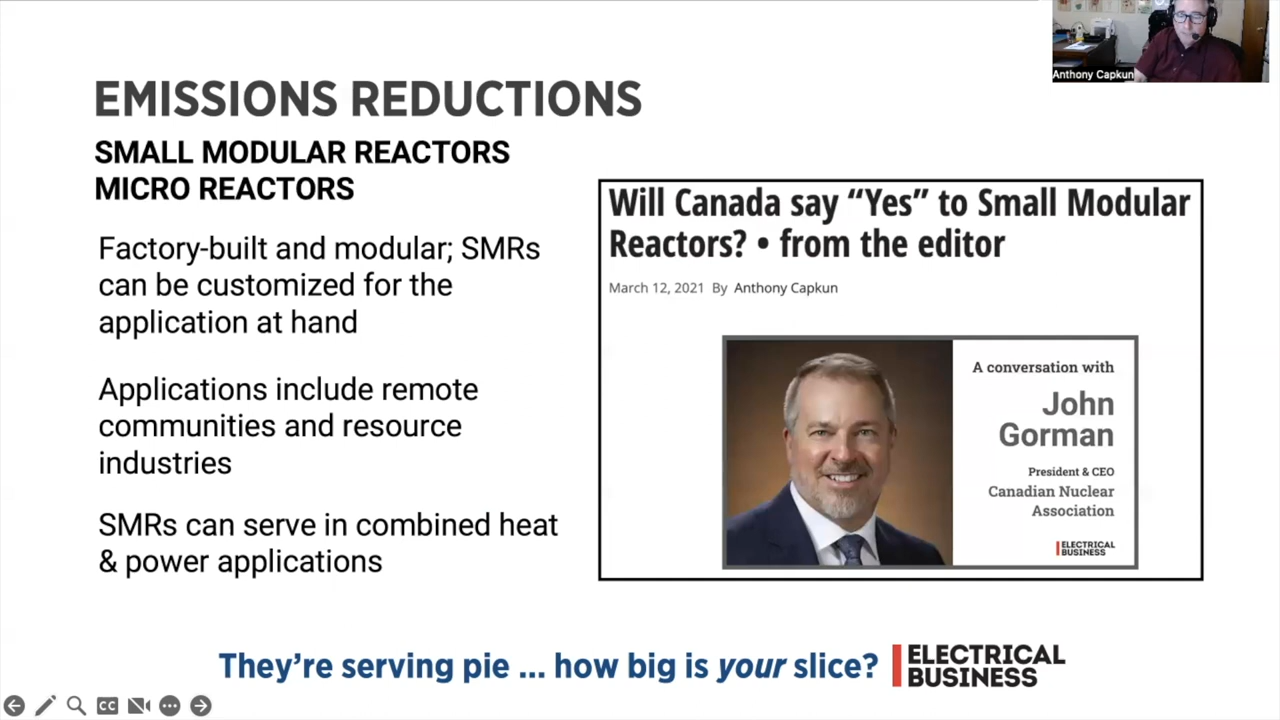 Anthony Capkun
EMISSIONS REDUCTIONS
SMALL MODULAR REACTORS
MICRO REACTORS
Factory-built and modular; SMRs
can be customized for the
application at hand
Applications include remote
communities and resource
industries
SMRs can serve in combined heat
& power applications
Will Canada say “Yes” to Small Modular
Reactors? • from the editor
March 12, 2021 By Anthony Capkun
A conversation with
John
Gorman
President & CEO
Canadian Nuclear
Association
ELECTRICAL
BUSINESS
They’re serving pie ... how big is your slice?
ELECTRICAL
BUSINESS
CC